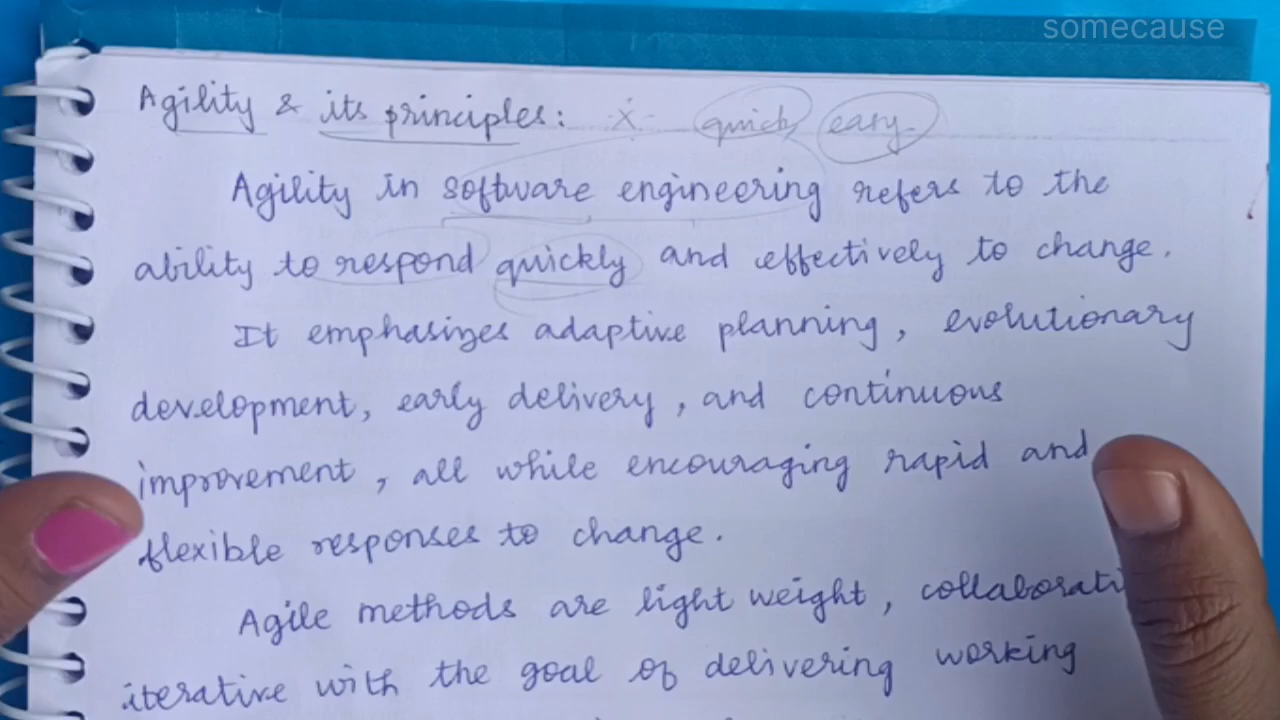 somecause
Agility & its principles: x quick easy
Agility in software engineering refers to the
ability to respond quickly and effectively to change.
It emphasizes adaptive planning, evolutionary
development, early delivery, and continuous
improvement, all while encouraging rapid and
flexible responses to change.
Agile methods are light weight, collaborati
iterative with the goal of delivering working